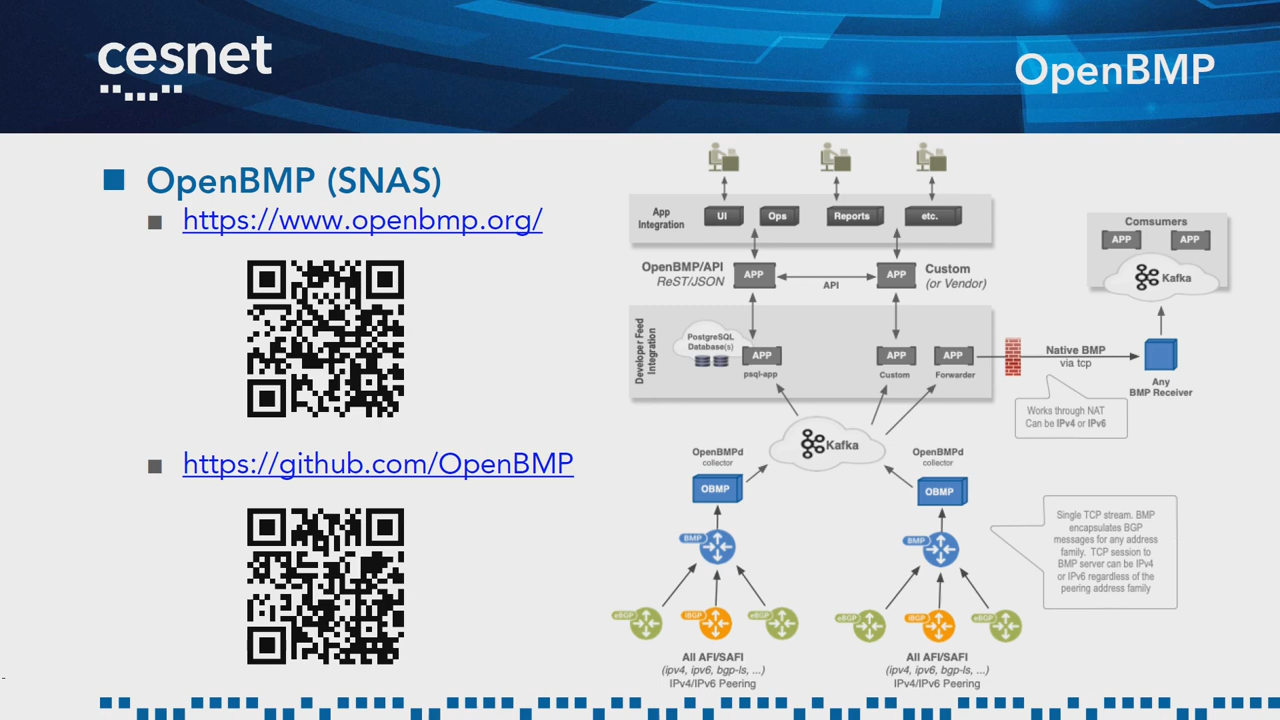 cesnet
OpenBMP
OpenBMP (SNAS)
https://www.openbmp.org/
https://github.com/OpenBMP
App
Integration
UI
Ops
Reports
etc.
OpenBMP/API
ReST/JSON
APP
API
APP
Custom
(or Vendor)
Developer Feed
Integration
PostgreSQL
Database(s)
APP
psql-app
APP
Custom
APP
Forwarder
Native BMP
via tcp
Works through NAT
Can be IPv4 or IPv6
Comsumers
APP
APP
Kafka
Any
BMP Receiver
Kafka
OpenBMPd
collector
OBMP
BMP
eBGP
iBGP
eBGP
All AFI/SAFI
(ipv4, ipv6, bgp-ls, ...)
IPv4/IPv6 Peering
OpenBMPd
collector
OBMP
BMP
eBGP
iBGP
eBGP
All AFI/SAFI
(ipv4, ipv6, bgp-ls, ...)
IPv4/IPv6 Peering
Single TCP stream. BMP
encapsulates BGP
messages for any address
family. TCP session to
BMP server can be IPv4
or IPv6 regardless of the
peering address family